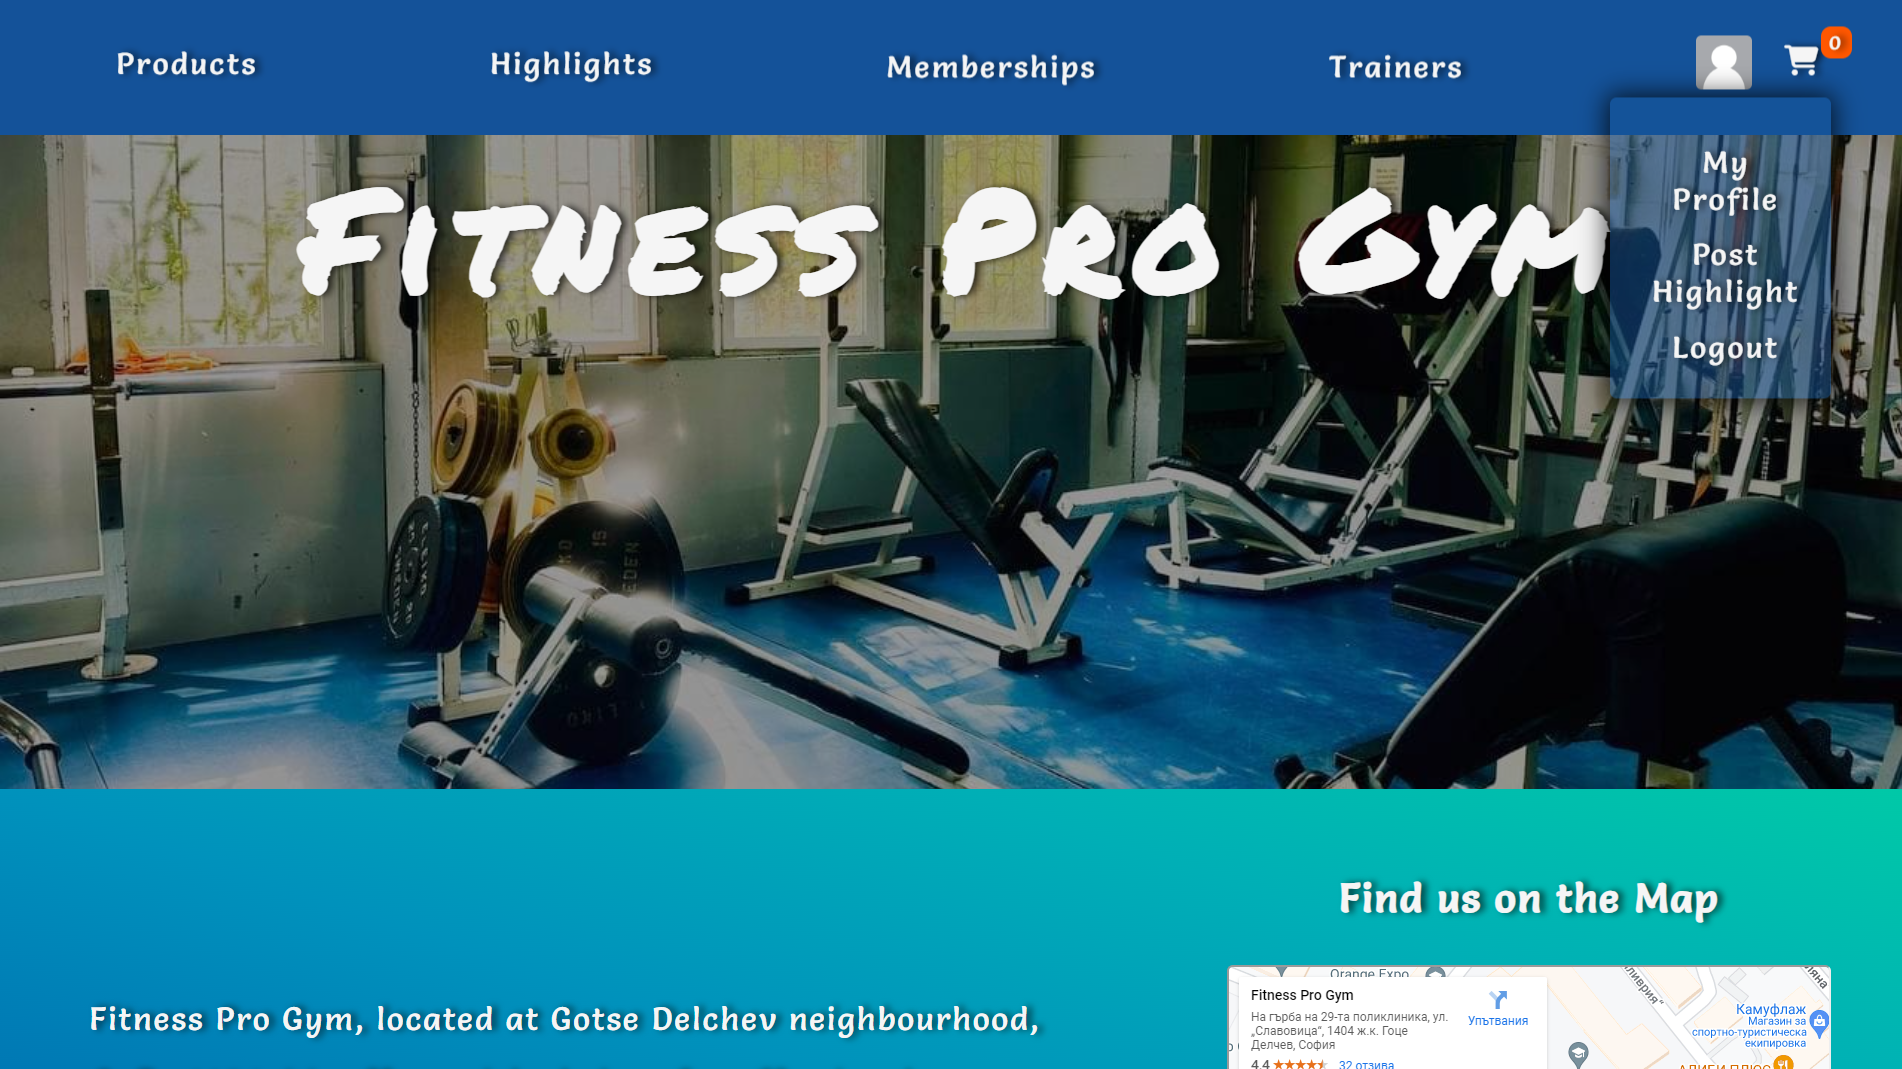 Products
Highlights
Memberships
Trainers
0
My
Profile
Post
Highlight
Logout
Fitness Pro Gym
Find us on the Map
Fitness Pro Gym, located at Gotse Delchev neighbourhood,
Orange Expo
Fitness Pro Gym
На гърба на 29-та поликлиника, ул.
„Славовица“, 1404 ж.к. Гоце
Делчев, София
4.4
32 отзива
Упътвания
Камуфлаж
Магазин за
спортно-туристическа
екипировка